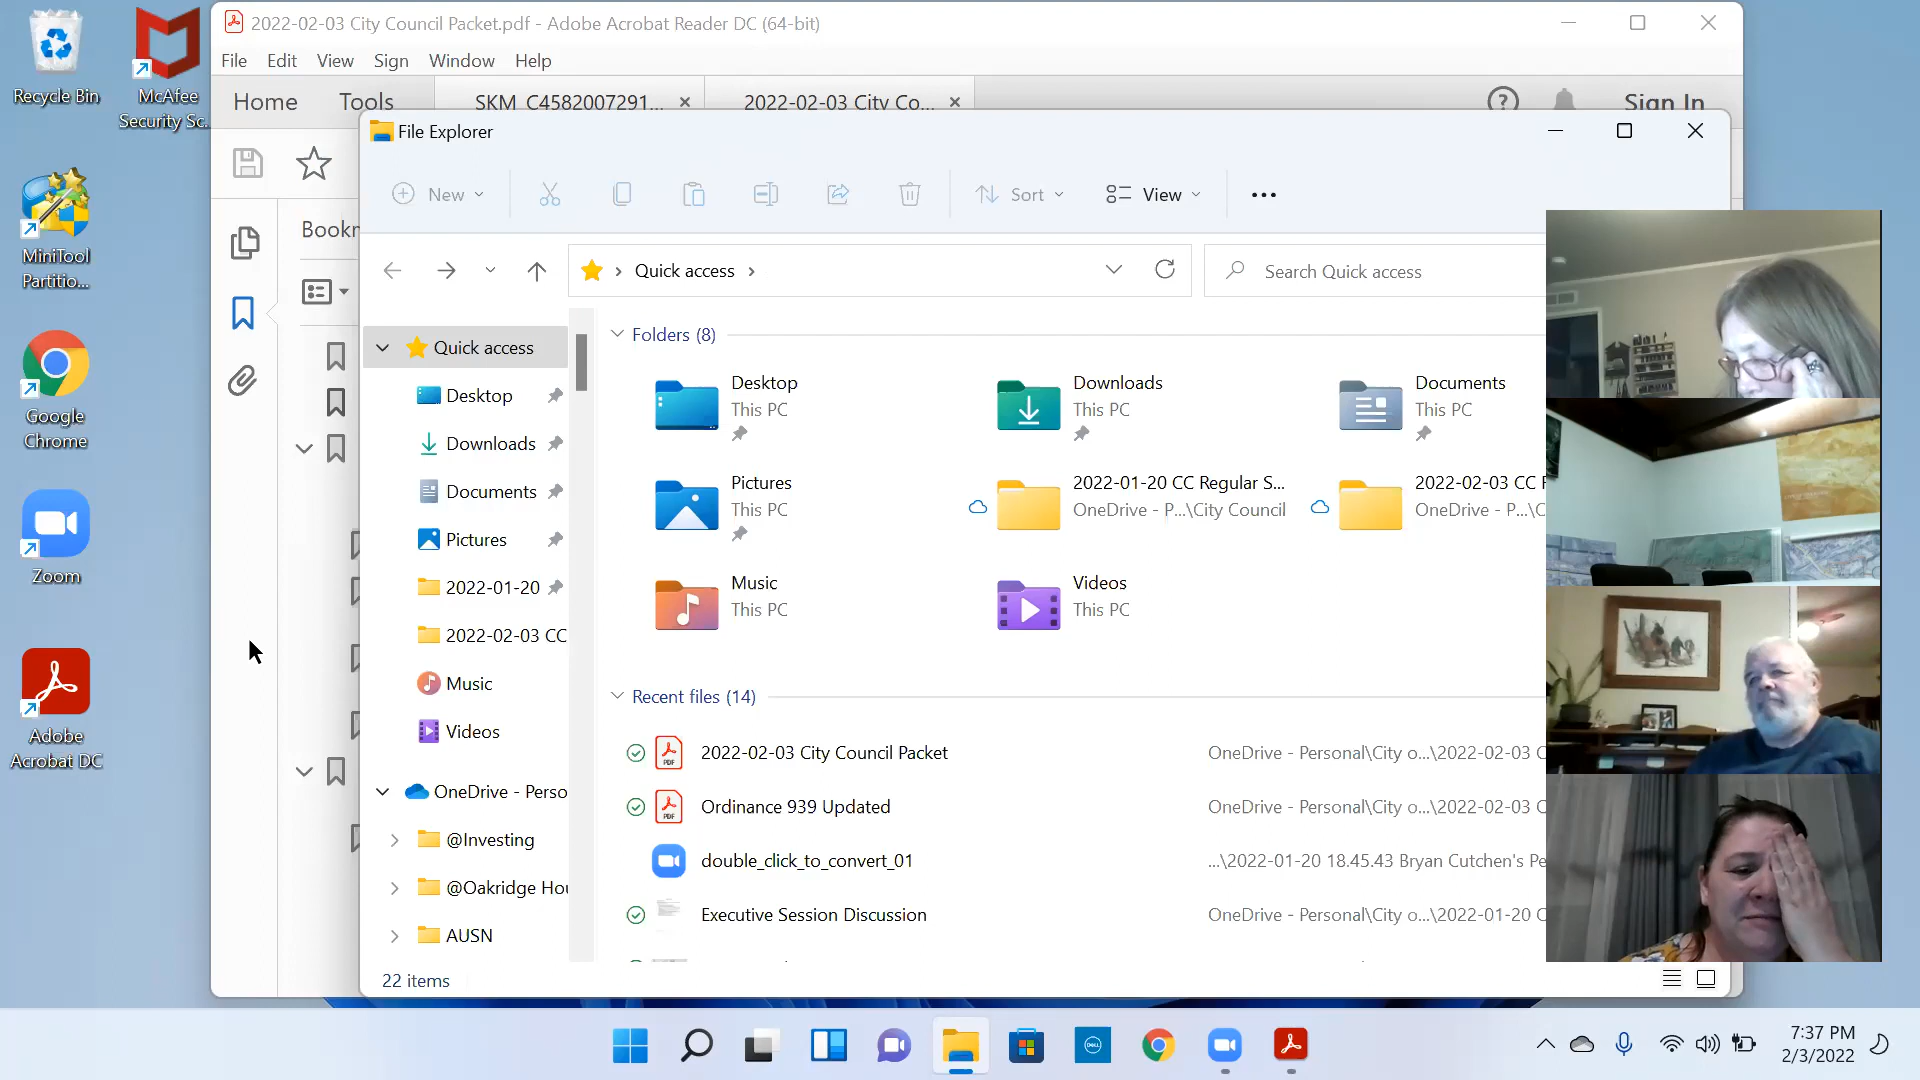 Recycle Bin
McAfee
Security Sc...
MiniTool
Partitio...
Google
Chrome
Zoom
Adobe
Acrobat DC
2022-02-03 City Council Packet.pdf - Adobe Acrobat Reader DC (64-bit)
File Edit View Sign Window Help
Home Tools SKM_C4582007291... 2022-02-03 City Co... Sign In
Bookr
File Explorer
New Sort View
Quick access
Search Quick access
Quick access
Desktop
Downloads
Documents
Pictures
2022-01-20
2022-02-03 CC
Music
Videos
OneDrive - Perso
@Investing
@Oakridge Hou
AUSN
Folders (8)
Desktop
This PC
Downloads
This PC
Documents
This PC
Pictures
This PC
2022-01-20 CC Regular S...
OneDrive - P...\City Council
2022-02-03 CC
OneDrive - P...\C
Music
This PC
Videos
This PC
Recent files (14)
2022-02-03 City Council Packet OneDrive - Personal\City o...\2022-02-03 C
Ordinance 939 Updated OneDrive - Personal\City o...\2022-02-03 C
double_click_to_convert_01 ...\2022-01-20 18.45.43 Bryan Cutchen's Pe
Executive Session Discussion OneDrive - Personal\City o...\2022-01-20 C
22 items
7:37 PM
2/3/2022